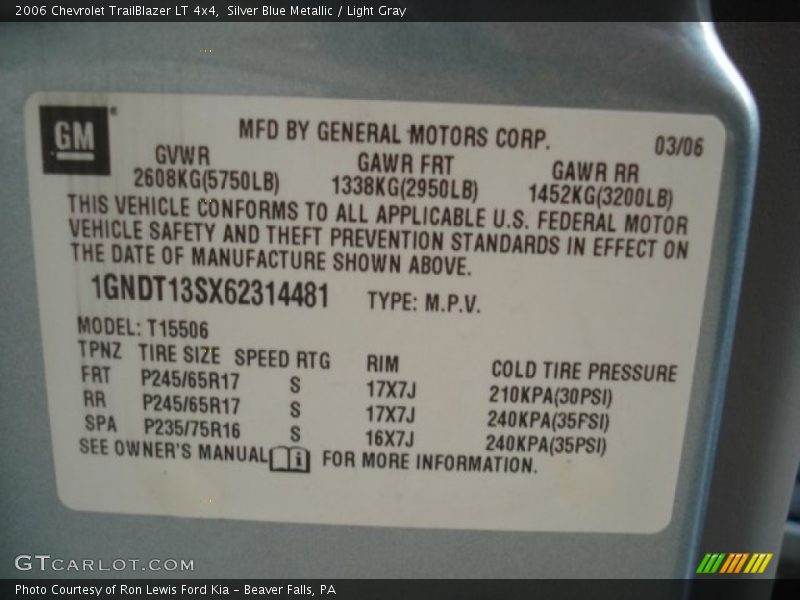 2006 Chevrolet TrailBlazer LT 4x4, Silver Blue Metallic / Light Gray
GM ®
MFD BY GENERAL MOTORS CORP. 03/06
GVWR GAWR FRT GAWR RR
2608KG(5750LB) 1338KG(2950LB) 1452KG(3200LB)
THIS VEHICLE CONFORMS TO ALL APPLICABLE U.S. FEDERAL MOTOR
VEHICLE SAFETY AND THEFT PREVENTION STANDARDS IN EFFECT ON
THE DATE OF MANUFACTURE SHOWN ABOVE.
1GNDT13SX62314481 TYPE: M.P.V.
MODEL: T15506
TPNZ TIRE SIZE SPEED RTG RIM COLD TIRE PRESSURE
FRT P245/65R17 S 17X7J 210KPA(30PSI)
RR P245/65R17 S 17X7J 240KPA(35PSI)
SPA P235/75R16 S 16X7J 240KPA(35PSI)
SEE OWNER'S MANUAL i FOR MORE INFORMATION.
GTCARLOT.COM
Photo Courtesy of Ron Lewis Ford Kia – Beaver Falls, PA